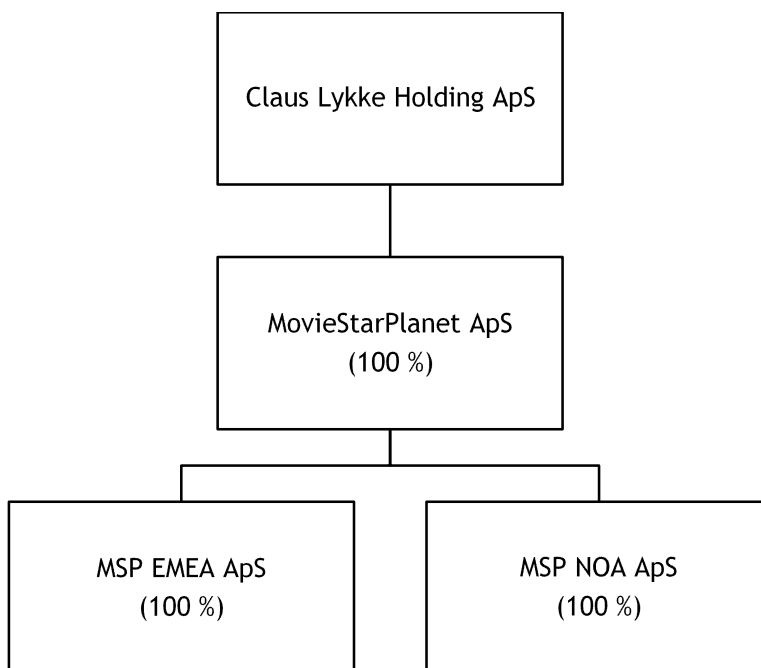 Claus Lykke Holding ApS
MovieStarPlanet ApS
(100 %)
MSP EMEA ApS
(100 %)
MSP NOA ApS
(100 %)